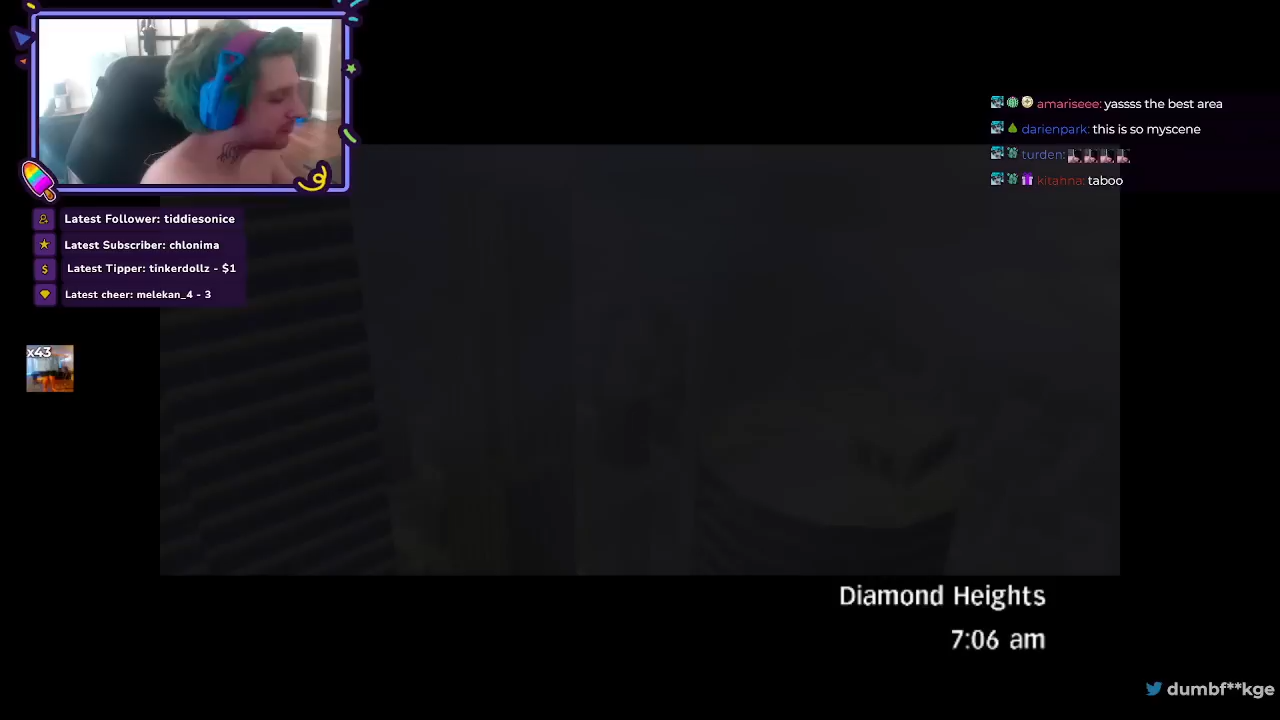 amariseee: yassss the best area
darienpark: this is so myscene
turden:
kitahna: taboo
Latest Follower: tiddiesonice
Latest Subscriber: chlonima
Latest Tipper: tinkerdollz - $1
Latest cheer: melekan_4 - 3
x43
Diamond Heights
7:06 am
dumbf**kge